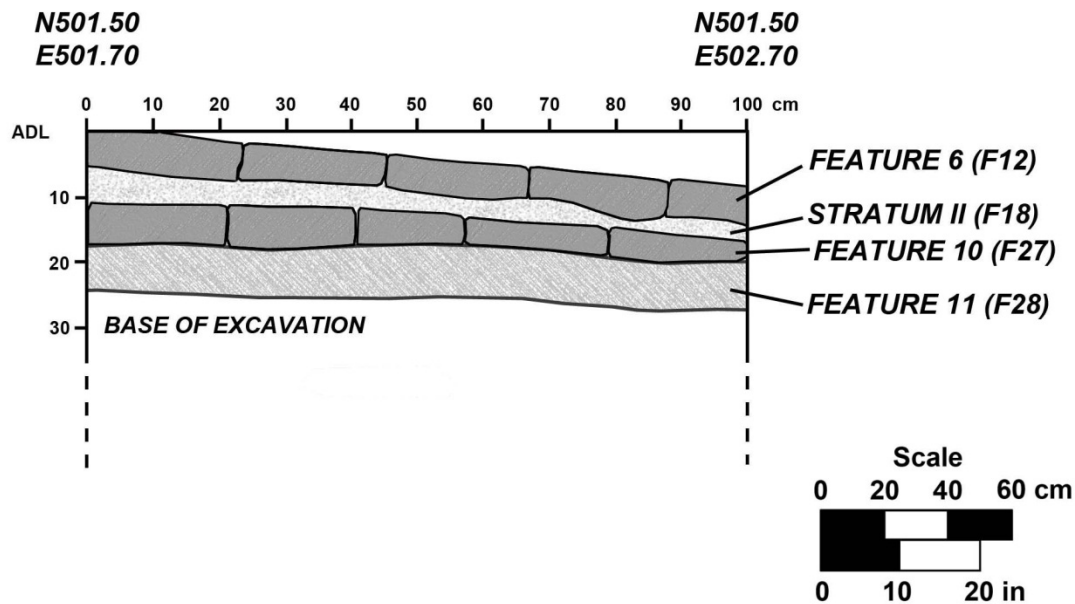 N501.50
E501.70
N501.50
E502.70
0 10 20 30 40 50 60 70 80 90 100 cm
ADL
10
20
30
FEATURE 6 (F12)
STRATUM II (F18)
FEATURE 10 (F27)
FEATURE 11 (F28)
BASE OF EXCAVATION
Scale
0 20 40 60 cm
0 10 20 in